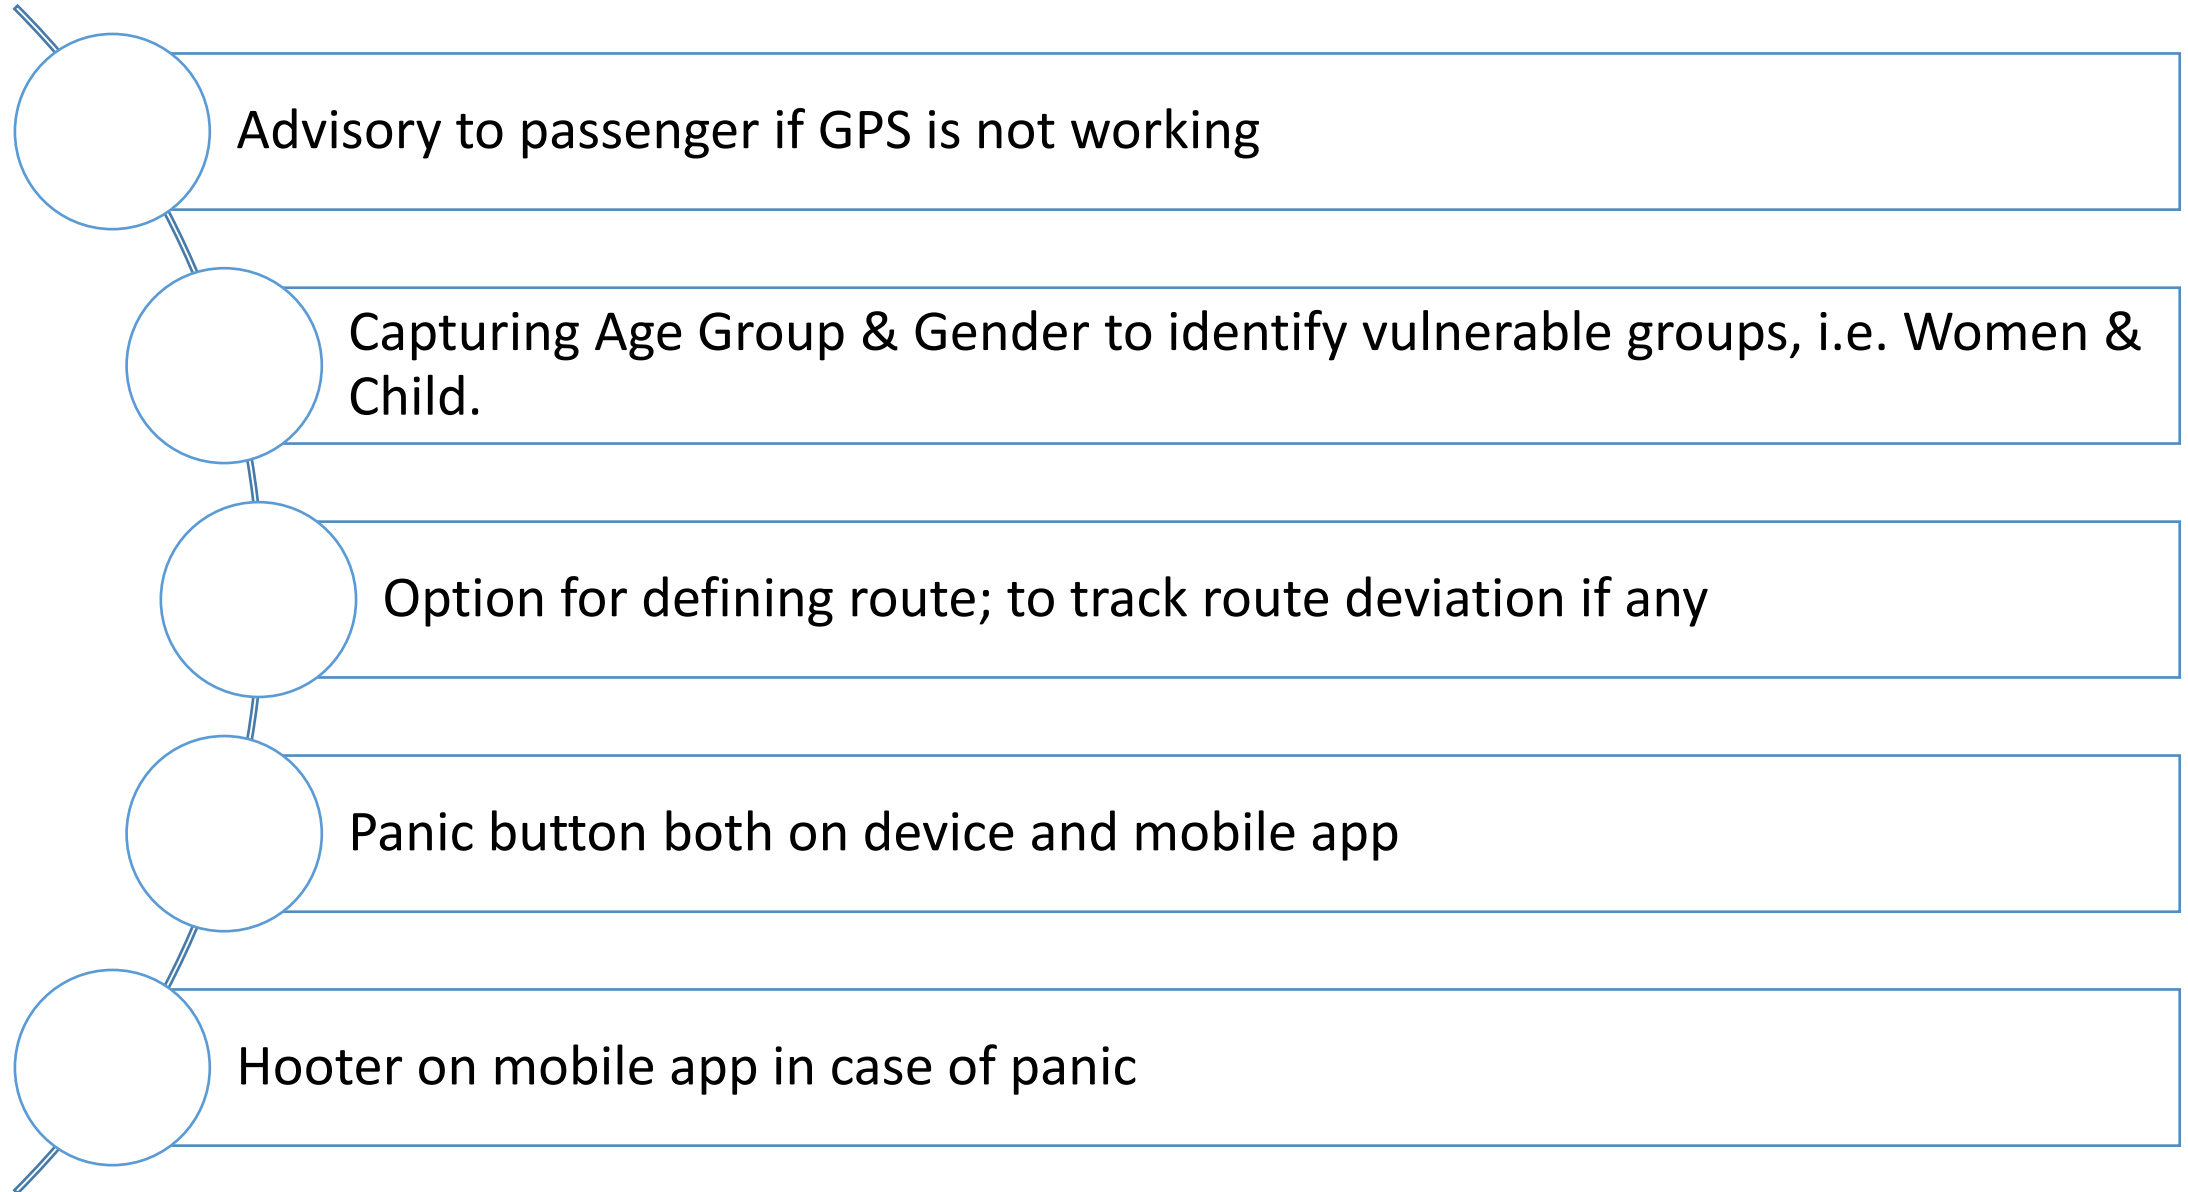 Advisory to passenger if GPS is not working
Capturing Age Group & Gender to identify vulnerable groups, i.e. Women &
Child.
Option for defining route; to track route deviation if any
Panic button both on device and mobile app
Hooter on mobile app in case of panic